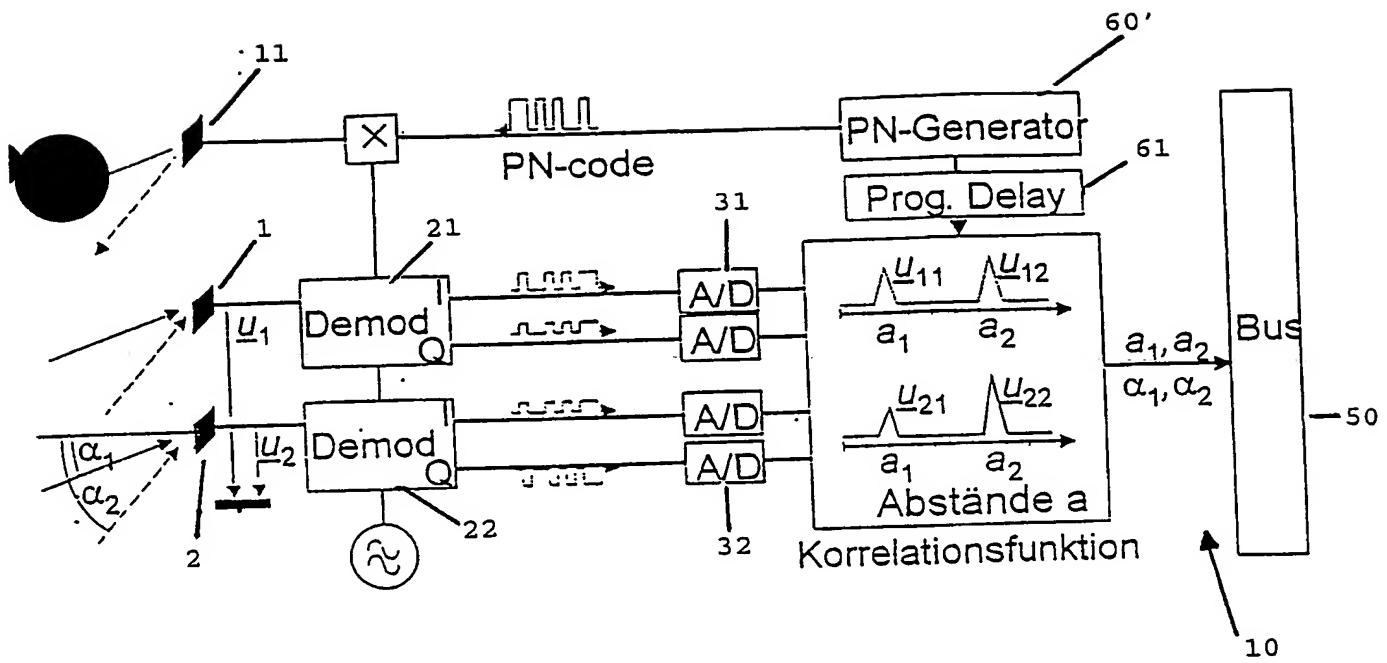 11
60'
PN-Generator
PN-code
61
Prog. Delay
1
21
31
u1
Demod
I
Q
A/D
A/D
u11
u12
a1
a2
Bus
a1, a2
α1, α2
u2
Demod
I
Q
A/D
A/D
u21
u22
a1
a2
50
α1
α2
Abstände a
2
22
32
Korrelationsfunktion
10